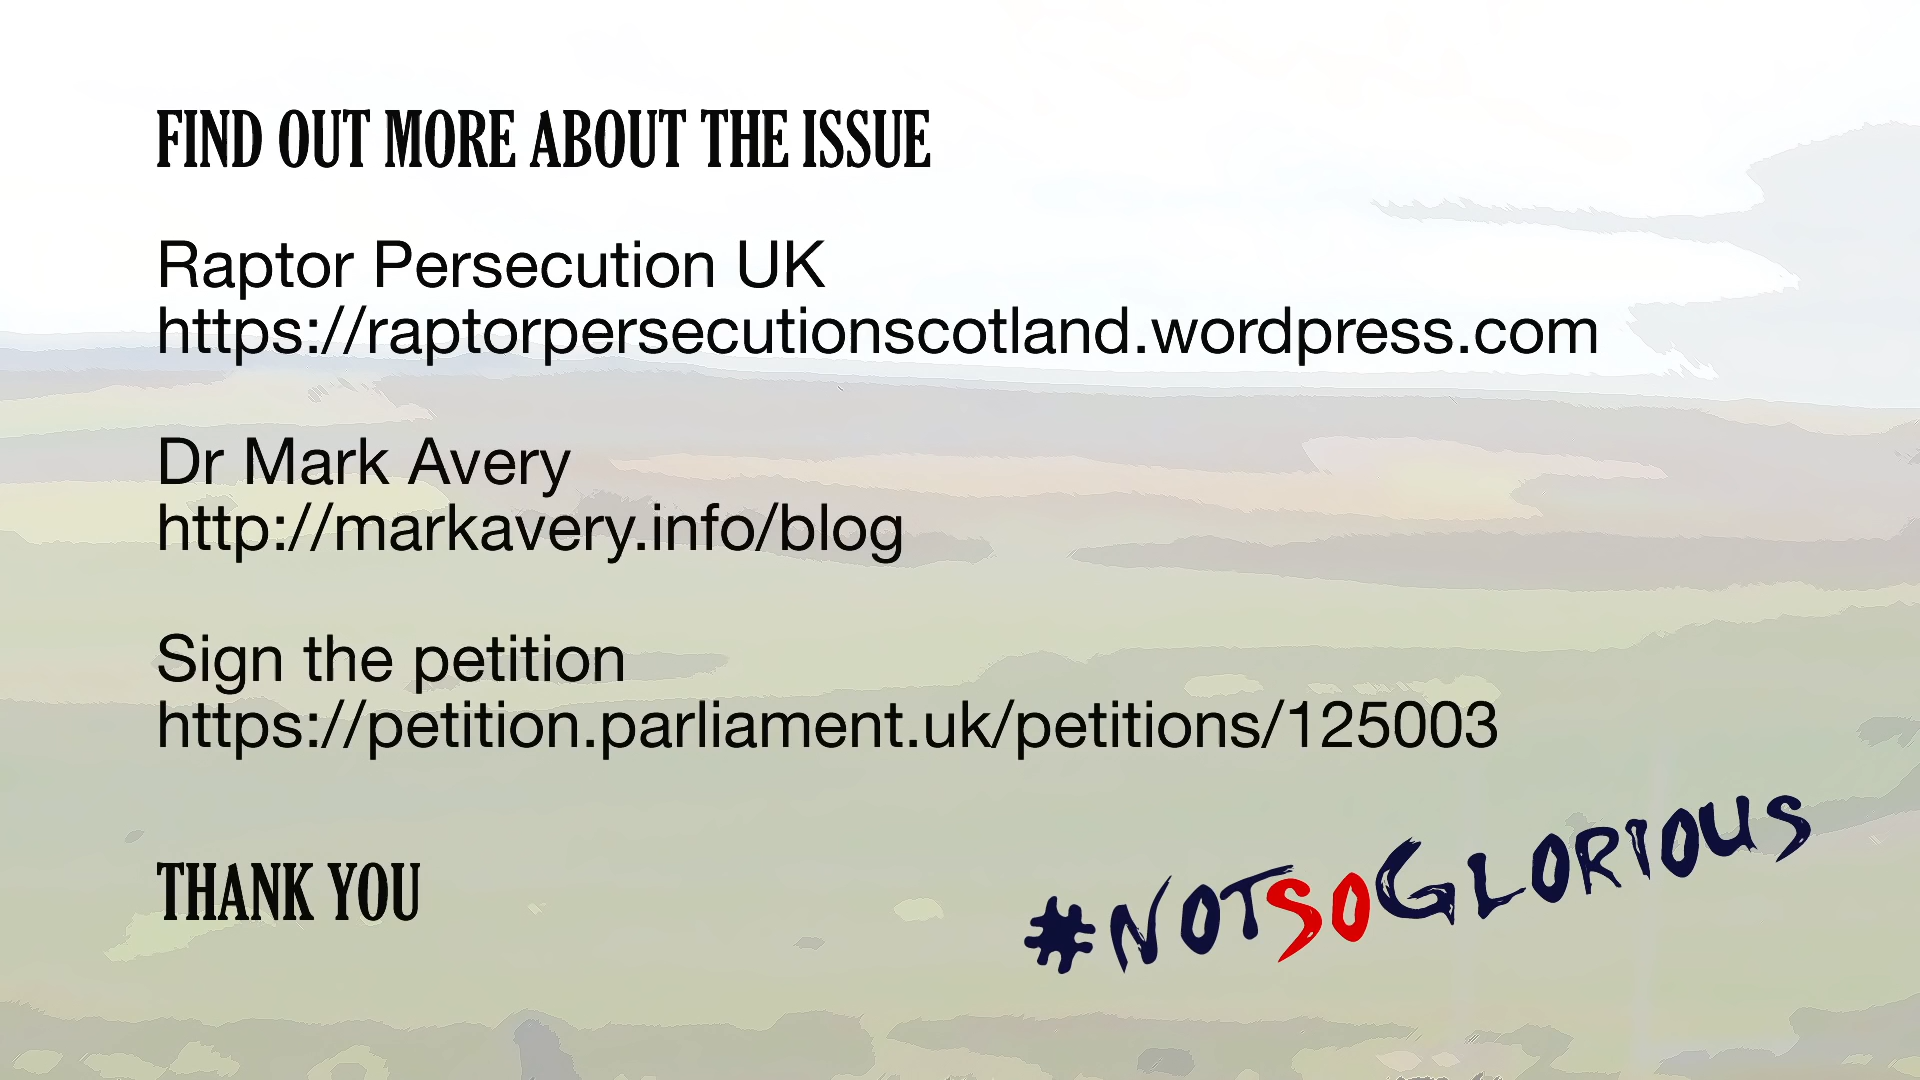 FIND OUT MORE ABOUT THE ISSUE
Raptor Persecution UK
https://raptorpersecutionscotland.wordpress.com
Dr Mark Avery
http://markavery.info/blog
Sign the petition
https://petition.parliament.uk/petitions/125003
THANK YOU
#NOTSOGLORIOUS